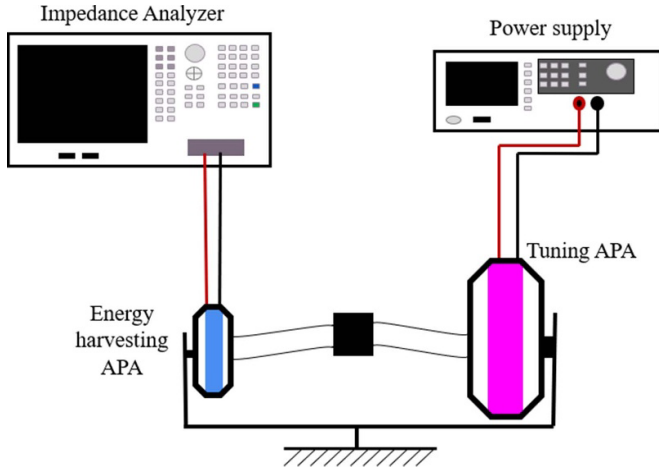 Impedance Analyzer
Power supply
Tuning APA
Energy
harvesting
APA